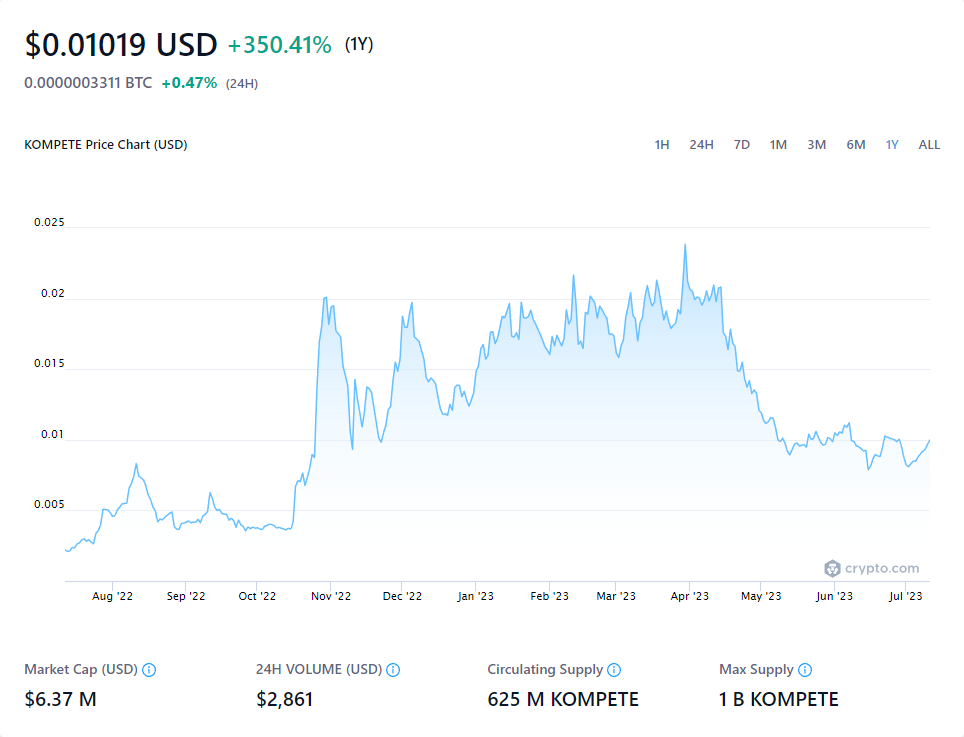 $0.01019 USD +350.41% (1Y)
0.0000003311 BTC +0.47% (24H)
KOMPETE Price Chart (USD) 1H 24H 7D 1M 3M 6M 1Y ALL
0.025
0.02
0.015
0.01
0.005
crypto.com
Aug '22 Sep '22 Oct '22 Nov '22 Dec '22 Jan '23 Feb '23 Mar '23 Apr '23 May '23 Jun '23 Jul '23
Market Cap (USD) 24H VOLUME (USD) Circulating Supply Max Supply
$6.37 M $2,861 625 M KOMPETE 1 B KOMPETE